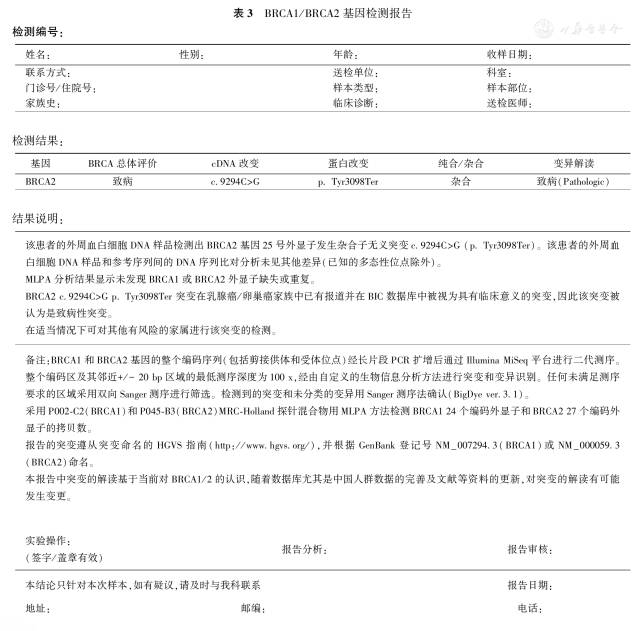 表 3 BRCA1/BRCA2 基因检测报告
检测编号:
姓名: 性别: 年龄: 收样日期:
联系方式: 送检单位: 科室:
门诊号/住院号: 样本类型: 样本部位:
家族史: 临床诊断: 送检医师:
检测结果:
基因 BRCA 总体评价 cDNA 改变 蛋白改变 纯合/杂合 变异解读
BRCA2 致病 c. 9294C>G p. Tyr3098Ter 杂合 致病(Pathologic)
结果说明:
该患者的外周血白细胞 DNA 样品检测出 BRCA2 基因 25 号外显子发生杂合子无义突变 c. 9294C>G (p. Tyr3098Ter)。该患者的外周血
白细胞 DNA 样品和参考序列间的 DNA 序列比对分析未见其他差异(已知的多态性位点除外)。
MLPA 分析结果显示未发现 BRCA1 或 BRCA2 外显子缺失或重复。
BRCA2 c. 9294C>G p. Tyr3098Ter 突变在乳腺癌/卵巢癌家族中已有报道并在 BIC 数据库中被视为具有临床意义的突变,因此该突变被
认为是致病性突变。
在适当情况下可对其他有风险的家属进行该突变的检测。
备注:BRCA1 和 BRCA2 基因的整个编码序列(包括剪接供体和受体位点)经长片段 PCR 扩增后通过 Illumina MiSeq 平台进行二代测序。
整个编码区及其邻近+/− 20 bp 区域的最低测序深度为 100 x,经由自定义的生物信息分析方法进行突变和变异识别。任何未满足测序
要求的区域采用双向 Sanger 测序进行筛选。检测到的突变和未分类的变异用 Sanger 测序法确认(BigDye ver. 3. 1)。
采用 P002-C2(BRCA1)和 P045-B3(BRCA2)MRC-Holland 探针混合物用 MLPA 方法检测 BRCA1 24 个编码外显子和 BRCA2 27 个编码外
显子的拷贝数。
报告的突变遵从突变命名的 HGVS 指南(http://www. hgvs. org/),并根据 GenBank 登记号 NM_007294. 3(BRCA1)或 NM_000059. 3
(BRCA2)命名。
本报告中突变的解读基于当前对 BRCA1/2 的认识,随着数据库尤其是中国人群数据的完善及文献等资料的更新,对突变的解读有可能
发生变更。
实验操作: 报告分析: 报告审核:
(签字/盖章有效)
本结论只针对本次样本,如有疑议,请及时与我科联系 报告日期:
地址: 邮编: 电话: